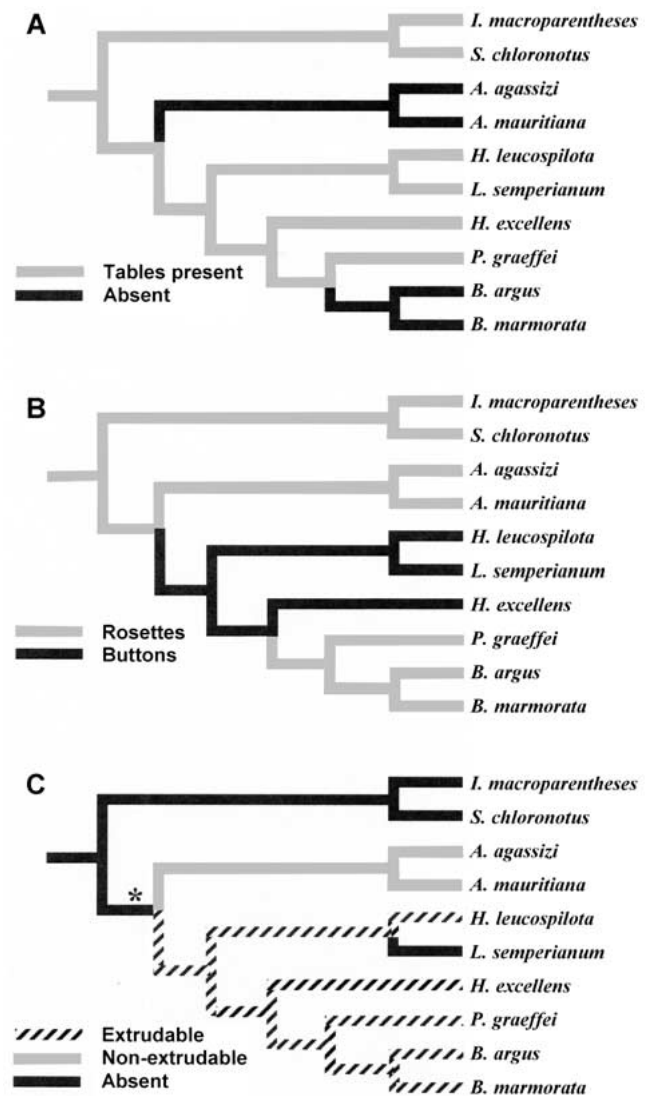 A
I. macroparentheses
S. chloronotus
A. agassizi
A. mauritiana
H. leucospilota
L. semperianum
H. excellens
P. graeffei
B. argus
B. marmorata
Tables present
Absent
B
I. macroparentheses
S. chloronotus
A. agassizi
A. mauritiana
H. leucospilota
L. semperianum
H. excellens
P. graeffei
B. argus
B. marmorata
Rosettes
Buttons
C
I. macroparentheses
S. chloronotus
A. agassizi
A. mauritiana
H. leucospilota
L. semperianum
H. excellens
P. graeffei
B. argus
B. marmorata
*
Extrudable
Non-extrudable
Absent